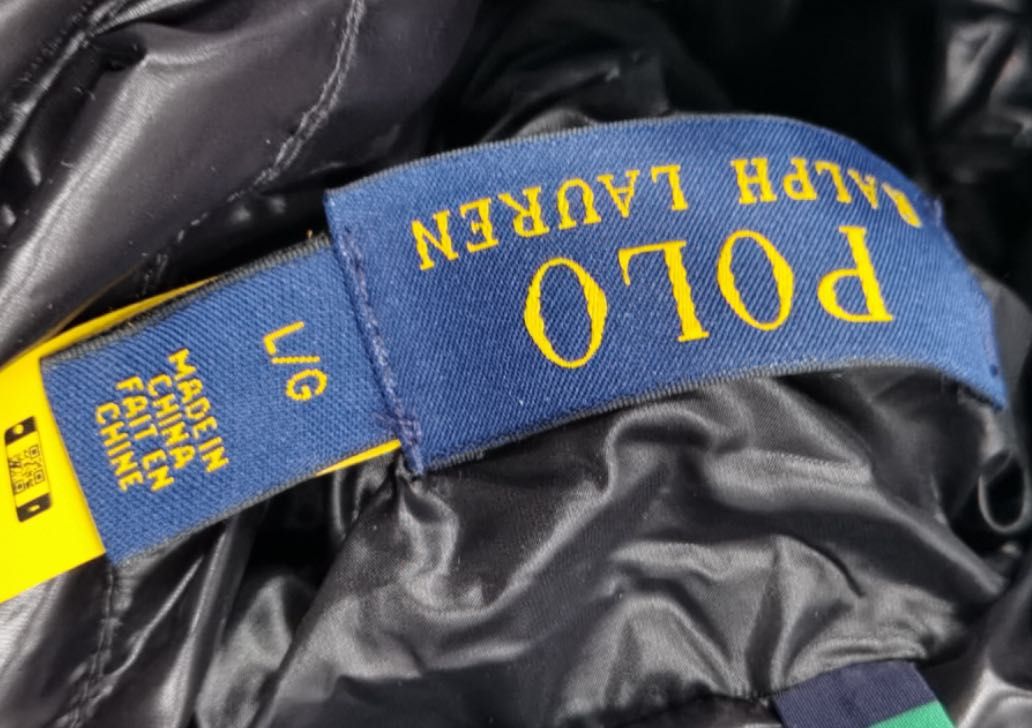 POLO
RALPH LAUREN
L/G
MADE IN
CHINA
FAIT EN
CHINE